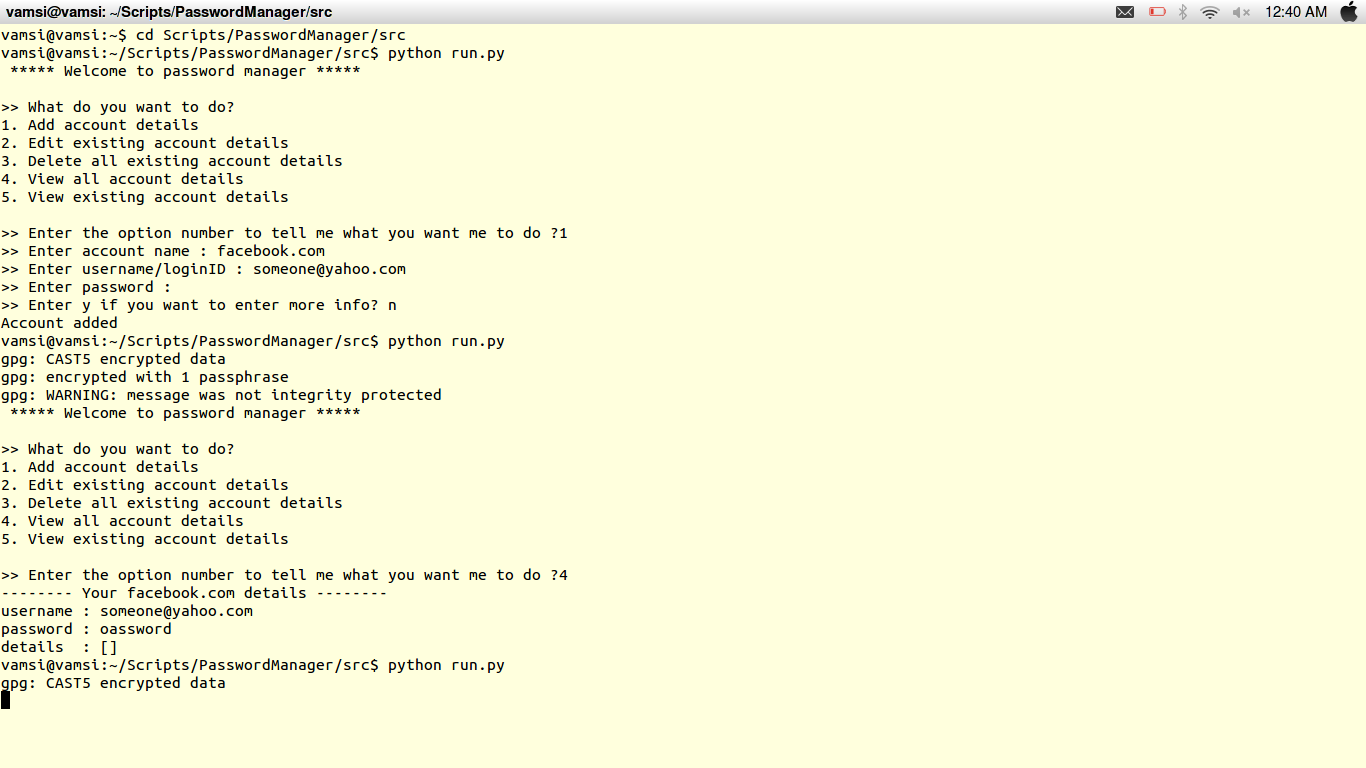 vamsi@vamsi: ~/Scripts/PasswordManager/src
12:40 AM
vamsi@vamsi:~$ cd Scripts/PasswordManager/src
vamsi@vamsi:~/Scripts/PasswordManager/src$ python run.py
***** Welcome to password manager *****
>> What do you want to do?
1. Add account details
2. Edit existing account details
3. Delete all existing account details
4. View all account details
5. View existing account details
>> Enter the option number to tell me what you want me to do ?1
>> Enter account name : facebook.com
>> Enter username/loginID : someone@yahoo.com
>> Enter password :
>> Enter y if you want to enter more info? n
Account added
vamsi@vamsi:~/Scripts/PasswordManager/src$ python run.py
gpg: CAST5 encrypted data
gpg: encrypted with 1 passphrase
gpg: WARNING: message was not integrity protected
***** Welcome to password manager *****
>> What do you want to do?
1. Add account details
2. Edit existing account details
3. Delete all existing account details
4. View all account details
5. View existing account details
>> Enter the option number to tell me what you want me to do ?4
-------- Your facebook.com details --------
username : someone@yahoo.com
password : oassword
details  : []
vamsi@vamsi:~/Scripts/PasswordManager/src$ python run.py
gpg: CAST5 encrypted data